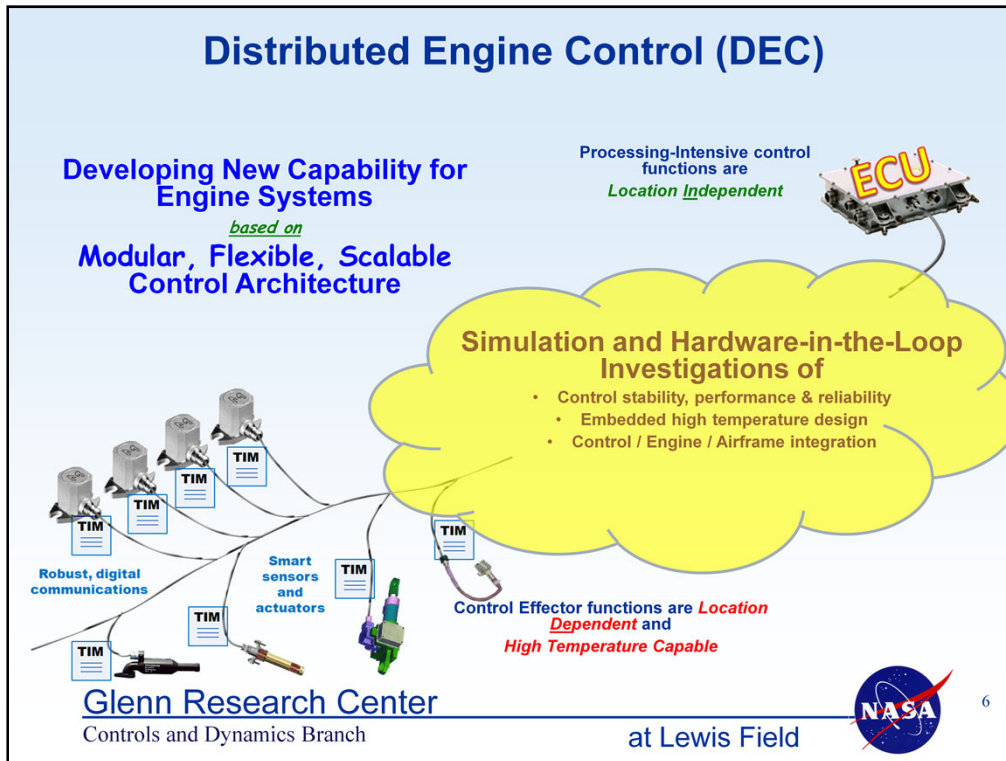 Distributed Engine Control (DEC)
Developing New Capability for
Engine Systems
based on
Modular, Flexible, Scalable
Control Architecture
Processing-Intensive control
functions are
Location Independent
ECU
Simulation and Hardware-in-the-Loop
Investigations of
• Control stability, performance & reliability
• Embedded high temperature design
• Control / Engine / Airframe integration
TIM
TIM
TIM
TIM
TIM
TIM
TIM
TIM
Robust, digital
communications
Smart
sensors
and
actuators
Control Effector functions are Location
Dependent and
High Temperature Capable
Glenn Research Center
Controls and Dynamics Branch
at Lewis Field
NASA
6